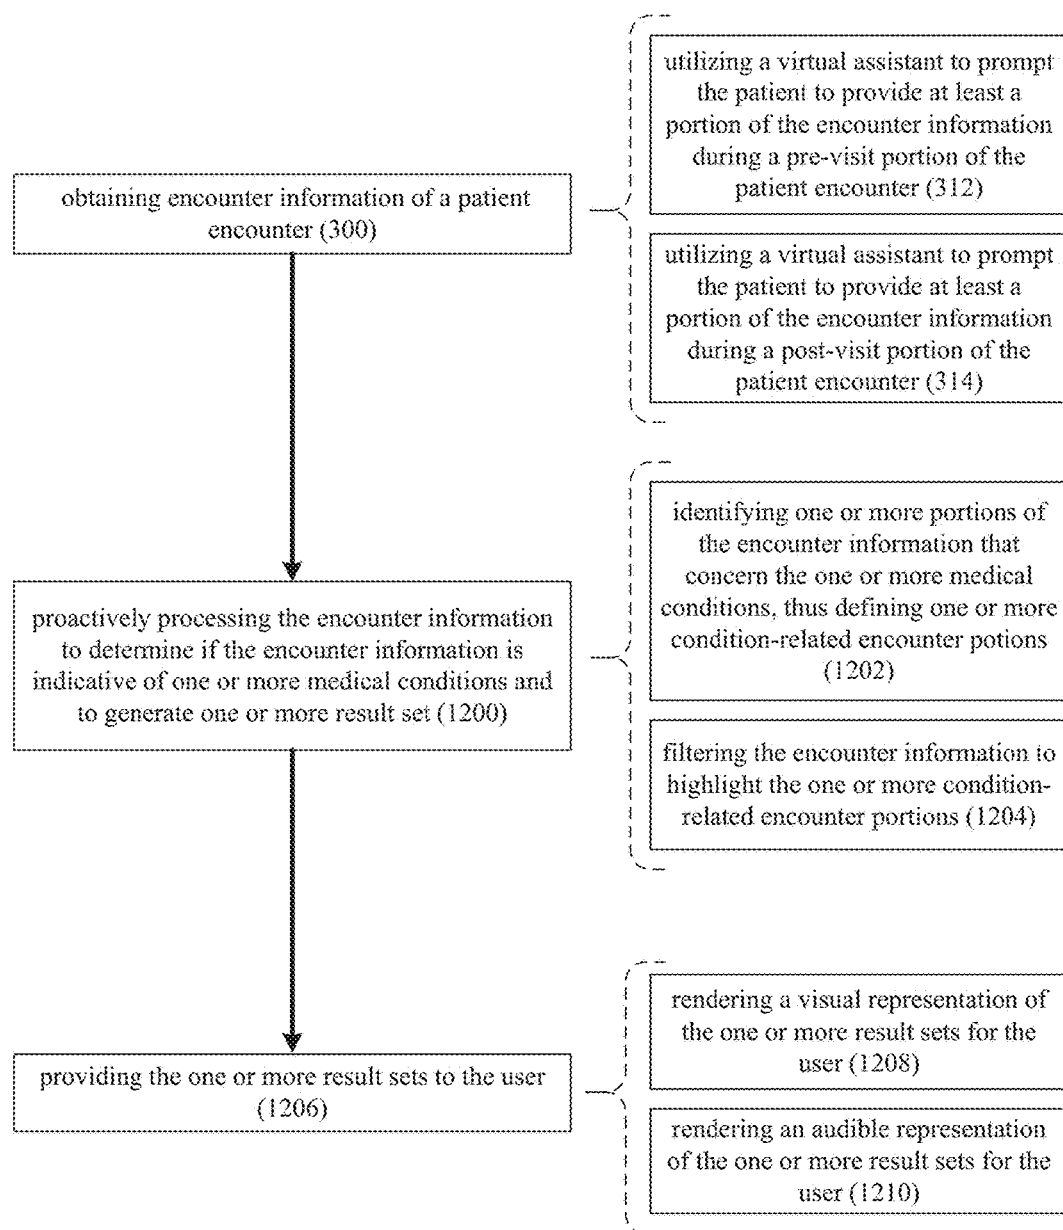 utilizing a virtual assistant to prompt
the patient to provide at least a
portion of the encounter information
during a pre-visit portion of the
patient encounter (312)
obtaining encounter information of a patient
encounter (300)
utilizing a virtual assistant to prompt
the patient to provide at least a
portion of the encounter information
during a post-visit portion of the
patient encounter (314)
identifying one or more portions of
the encounter information that
concern the one or more medical
conditions, thus defining one or more
condition-related encounter potions
(1202)
proactively processing the encounter information
to determine if the encounter information is
indicative of one or more medical conditions and
to generate one or more result set (1200)
filtering the encounter information to
highlight the one or more condition-
related encounter portions (1204)
rendering a visual representation of
the one or more result sets for the
user (1208)
providing the one or more result sets to the user
(1206)
rendering an audible representation
of the one or more result sets for the
user (1210)